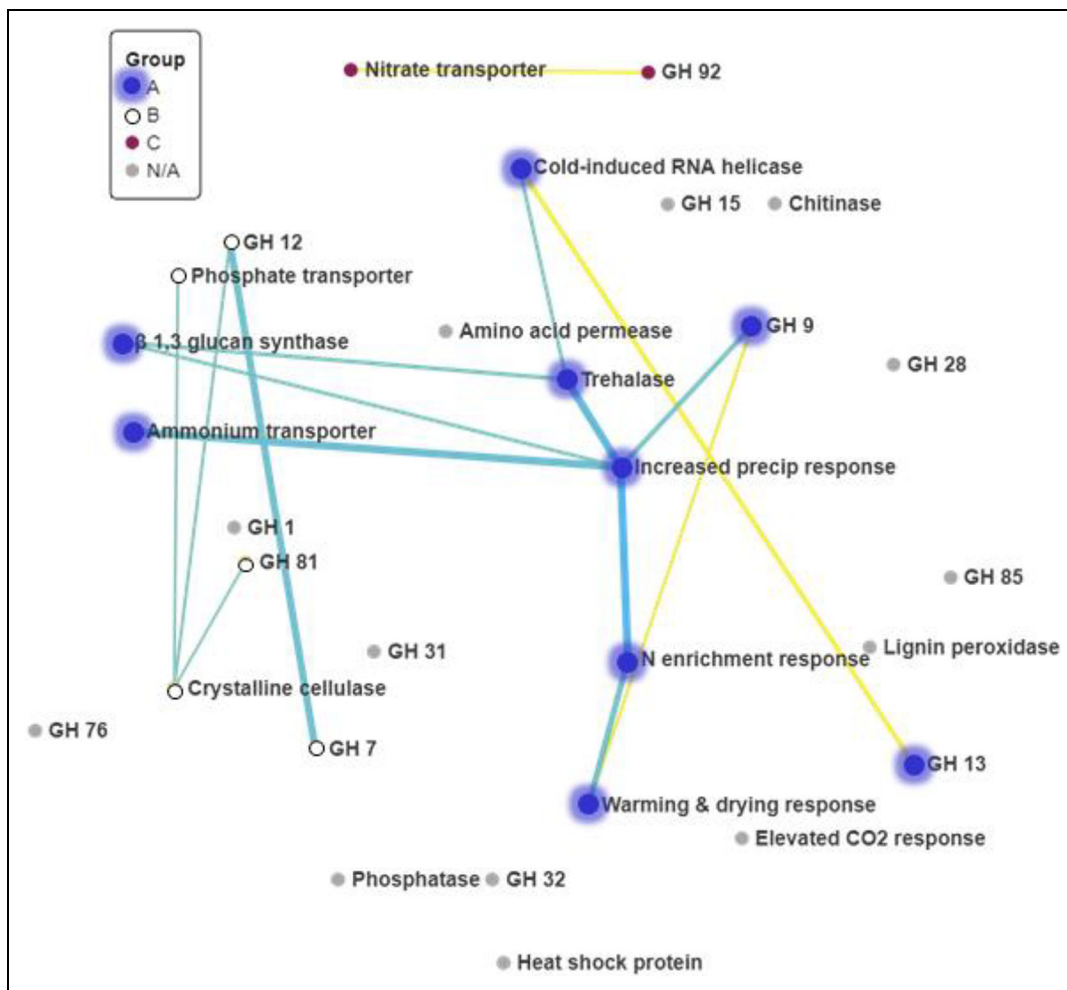 Group
A
B
C
N/A
Nitrate transporter
GH 92
Cold-induced RNA helicase
GH 15
Chitinase
GH 12
Phosphate transporter
GH 9
Amino acid permease
β 1,3 glucan synthase
GH 28
Trehalase
Ammonium transporter
Increased precip response
GH 1
GH 81
GH 85
GH 31
Lignin peroxidase
N enrichment response
Crystalline cellulase
GH 76
GH 7
GH 13
Warming & drying response
Elevated CO2 response
Phosphatase
GH 32
Heat shock protein